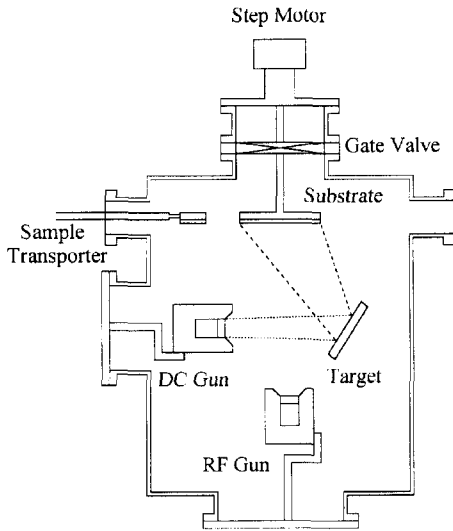 Step Motor
Gate Valve
Substrate
Sample
Transporter
DC Gun
Target
RF Gun